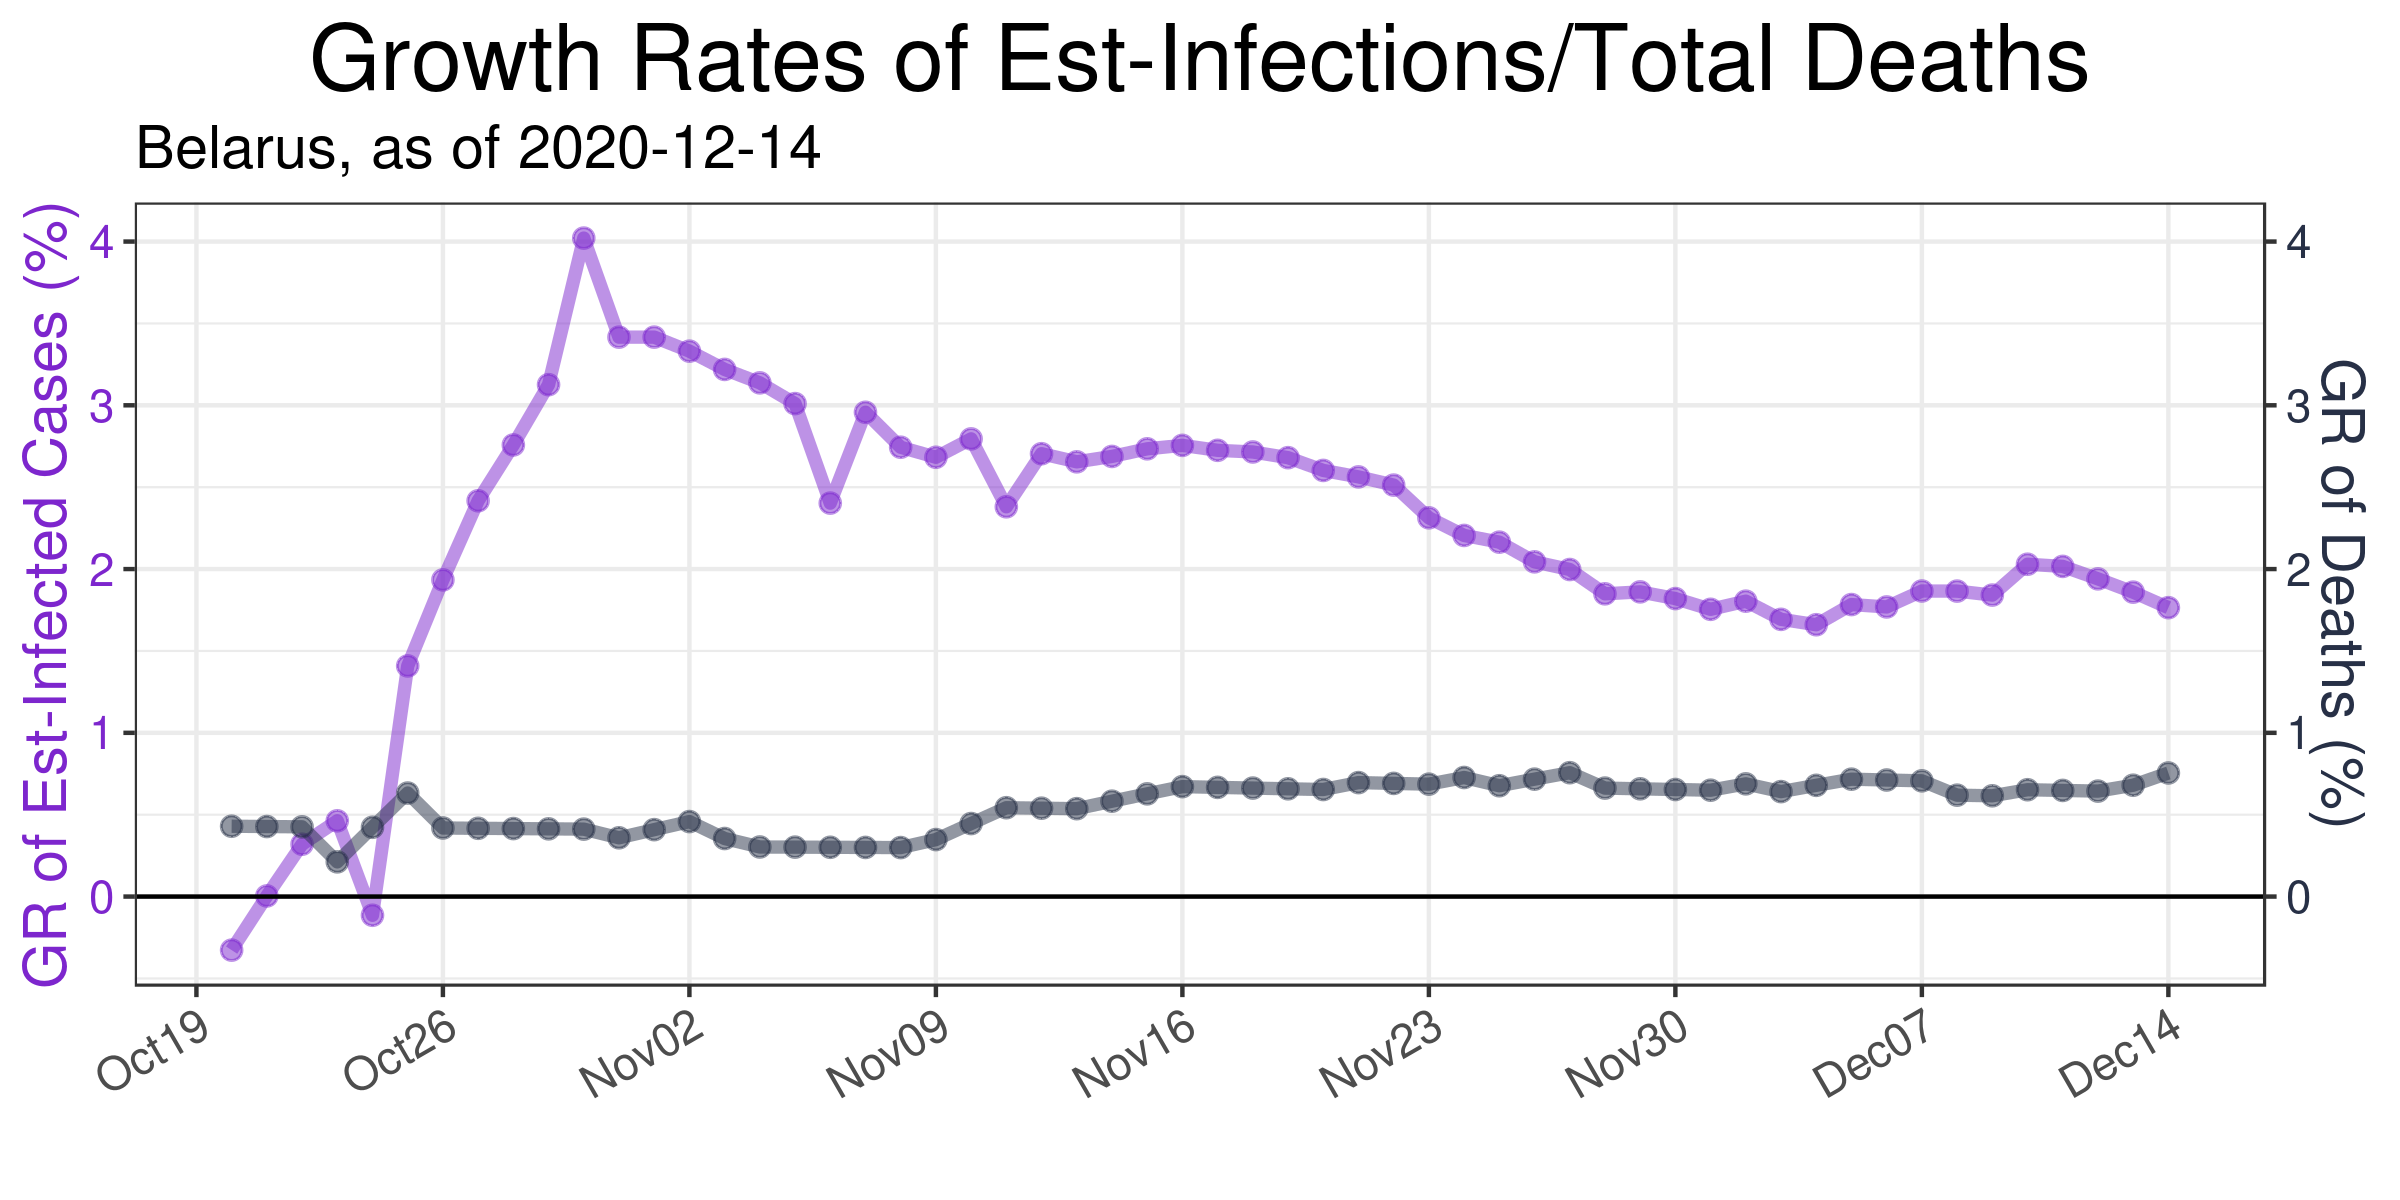 Growth Rates of Est-Infections/Total Deaths
Belarus, as of 2020-12-14
GR of Est-Infected Cases (%)
4
3
2
1
0
4
3
2
1
0
GR of Deaths (%)
Oct19
Oct26
Nov02
Nov09
Nov16
Nov23
Nov30
Dec07
Dec14